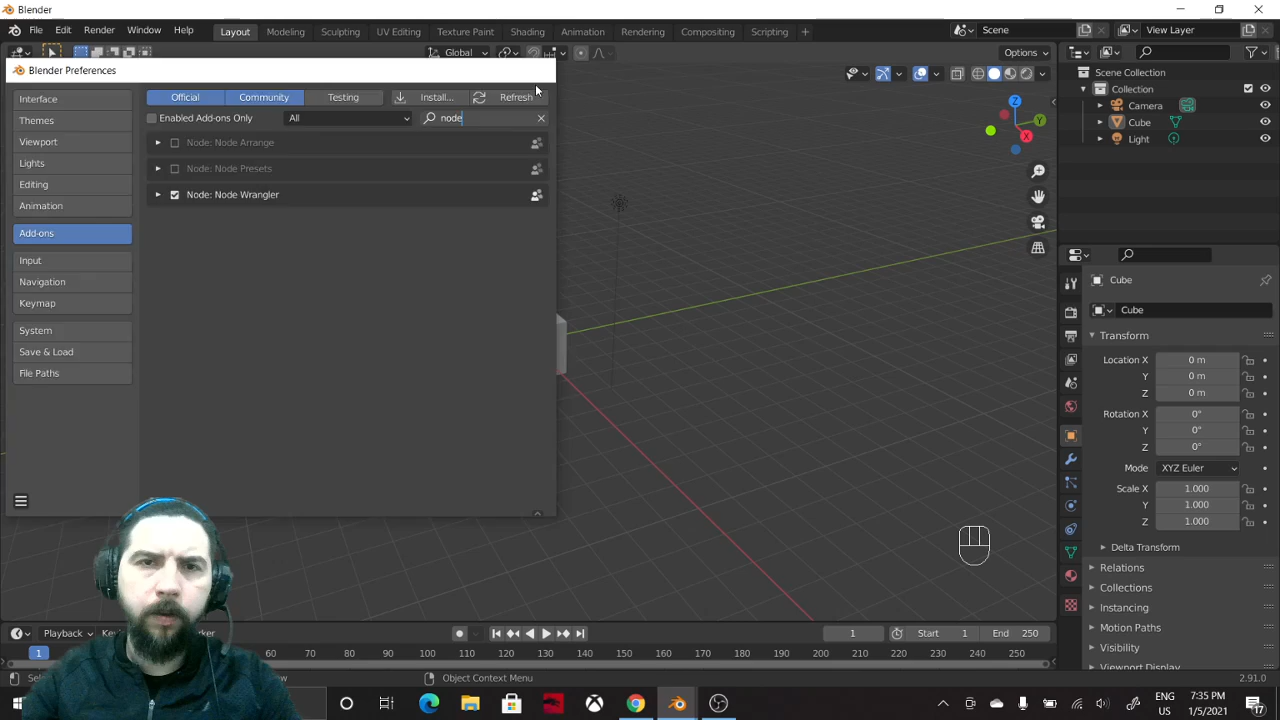 Blender
File Edit Render Window Help Layout Modeling Sculpting UV Editing Texture Paint Shading Animation Rendering Compositing Scripting + Scene View Layer
Global Options
Blender Preferences
Interface
Themes
Viewport
Lights
Editing
Animation
Add-ons
Input
Navigation
Keymap
System
Save & Load
File Paths
Official Community Testing Install... Refresh
Enabled Add-ons Only All node
Node: Node Arrange
Node: Node Presets
Node: Node Wrangler
Z
Y
X
Scene Collection
Collection
Camera
Cube
Light
Cube
Cube
Transform
Location X 0 m
Y 0 m
Z 0 m
Rotation X 0°
Y 0°
Z 0°
Mode XYZ Euler
Scale X 1.000
Y 1.000
Z 1.000
Delta Transform
Relations
Collections
Instancing
Motion Paths
Visibility
Viewport Display
Playback Marker 1 Start 1 End 250
1 60 70 80 90 100 110 120 130 140 150 160 170 180 190 200 210 220 230 240 250
Object Context Menu 2.91.0
ENG 7:35 PM
US 1/5/2021 17